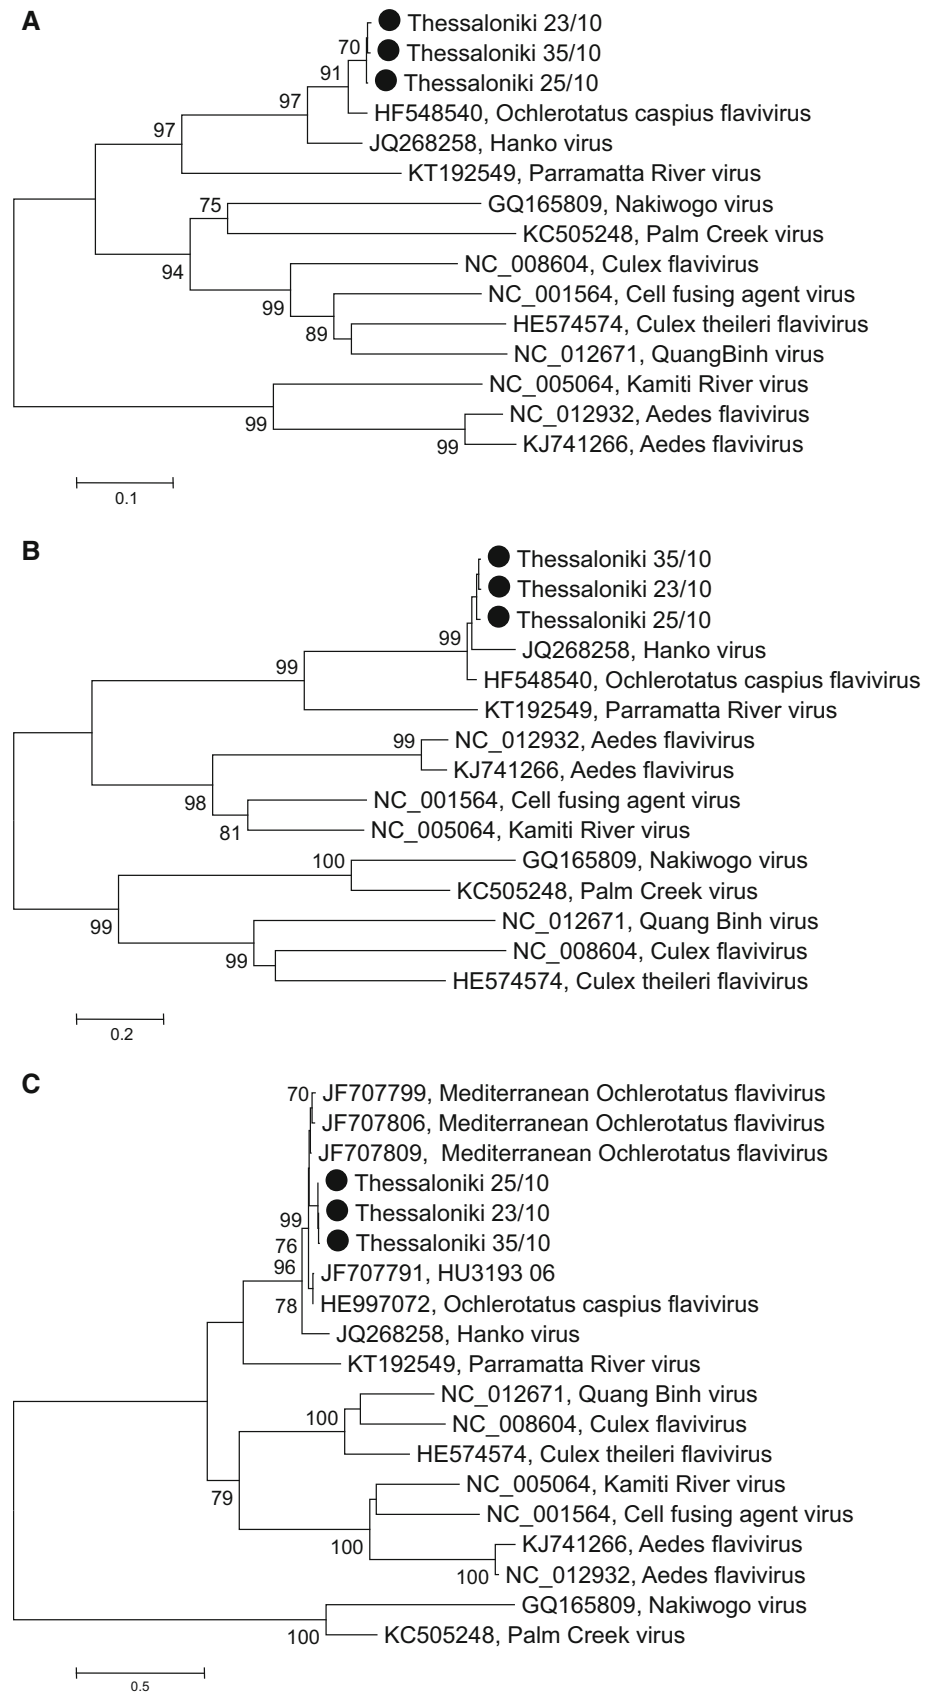 A
Thessaloniki 23/10
70
Thessaloniki 35/10
91
Thessaloniki 25/10
97
HF548540, Ochlerotatus caspius flavivirus
97
JQ268258, Hanko virus
KT192549, Parramatta River virus
75
GQ165809, Nakiwogo virus
KC505248, Palm Creek virus
94
NC_008604, Culex flavivirus
99
NC_001564, Cell fusing agent virus
89
HE574574, Culex theileri flavivirus
NC_012671, QuangBinh virus
NC_005064, Kamiti River virus
99
NC_012932, Aedes flavivirus
99
KJ741266, Aedes flavivirus
0.1
B
Thessaloniki 35/10
Thessaloniki 23/10
Thessaloniki 25/10
99
JQ268258, Hanko virus
99
HF548540, Ochlerotatus caspius flavivirus
KT192549, Parramatta River virus
99
NC_012932, Aedes flavivirus
KJ741266, Aedes flavivirus
98
NC_001564, Cell fusing agent virus
81
NC_005064, Kamiti River virus
100
GQ165809, Nakiwogo virus
KC505248, Palm Creek virus
99
NC_012671, Quang Binh virus
99
NC_008604, Culex flavivirus
HE574574, Culex theileri flavivirus
0.2
C
70
JF707799, Mediterranean Ochlerotatus flavivirus
JF707806, Mediterranean Ochlerotatus flavivirus
JF707809, Mediterranean Ochlerotatus flavivirus
Thessaloniki 25/10
99
Thessaloniki 23/10
76
Thessaloniki 35/10
96
JF707791, HU3193 06
78
HE997072, Ochlerotatus caspius flavivirus
JQ268258, Hanko virus
KT192549, Parramatta River virus
NC_012671, Quang Binh virus
100
NC_008604, Culex flavivirus
HE574574, Culex theileri flavivirus
79
NC_005064, Kamiti River virus
NC_001564, Cell fusing agent virus
100
KJ741266, Aedes flavivirus
100
NC_012932, Aedes flavivirus
GQ165809, Nakiwogo virus
100
KC505248, Palm Creek virus
0.5